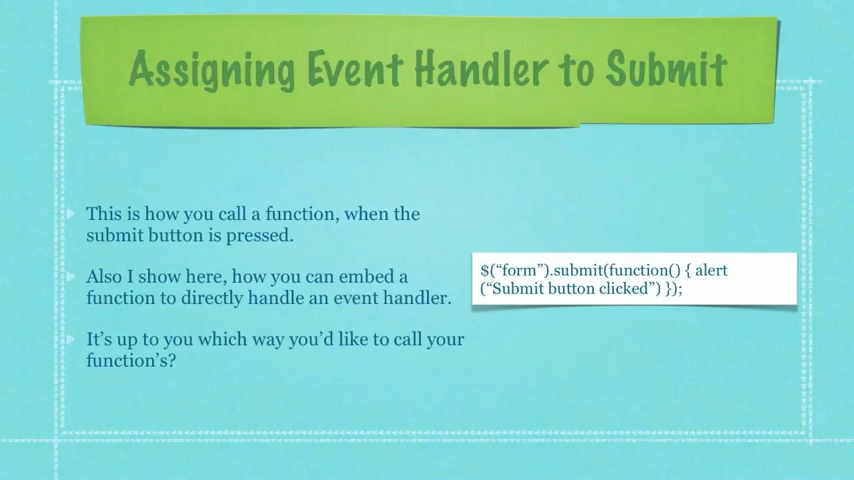 Assigning Event Handler to Submit
This is how you call a function, when the
submit button is pressed.
Also I show here, how you can embed a
function to directly handle an event handler.
It’s up to you which way you’d like to call your
function’s?
$(“form”).submit(function() { alert
(“Submit button clicked”) });